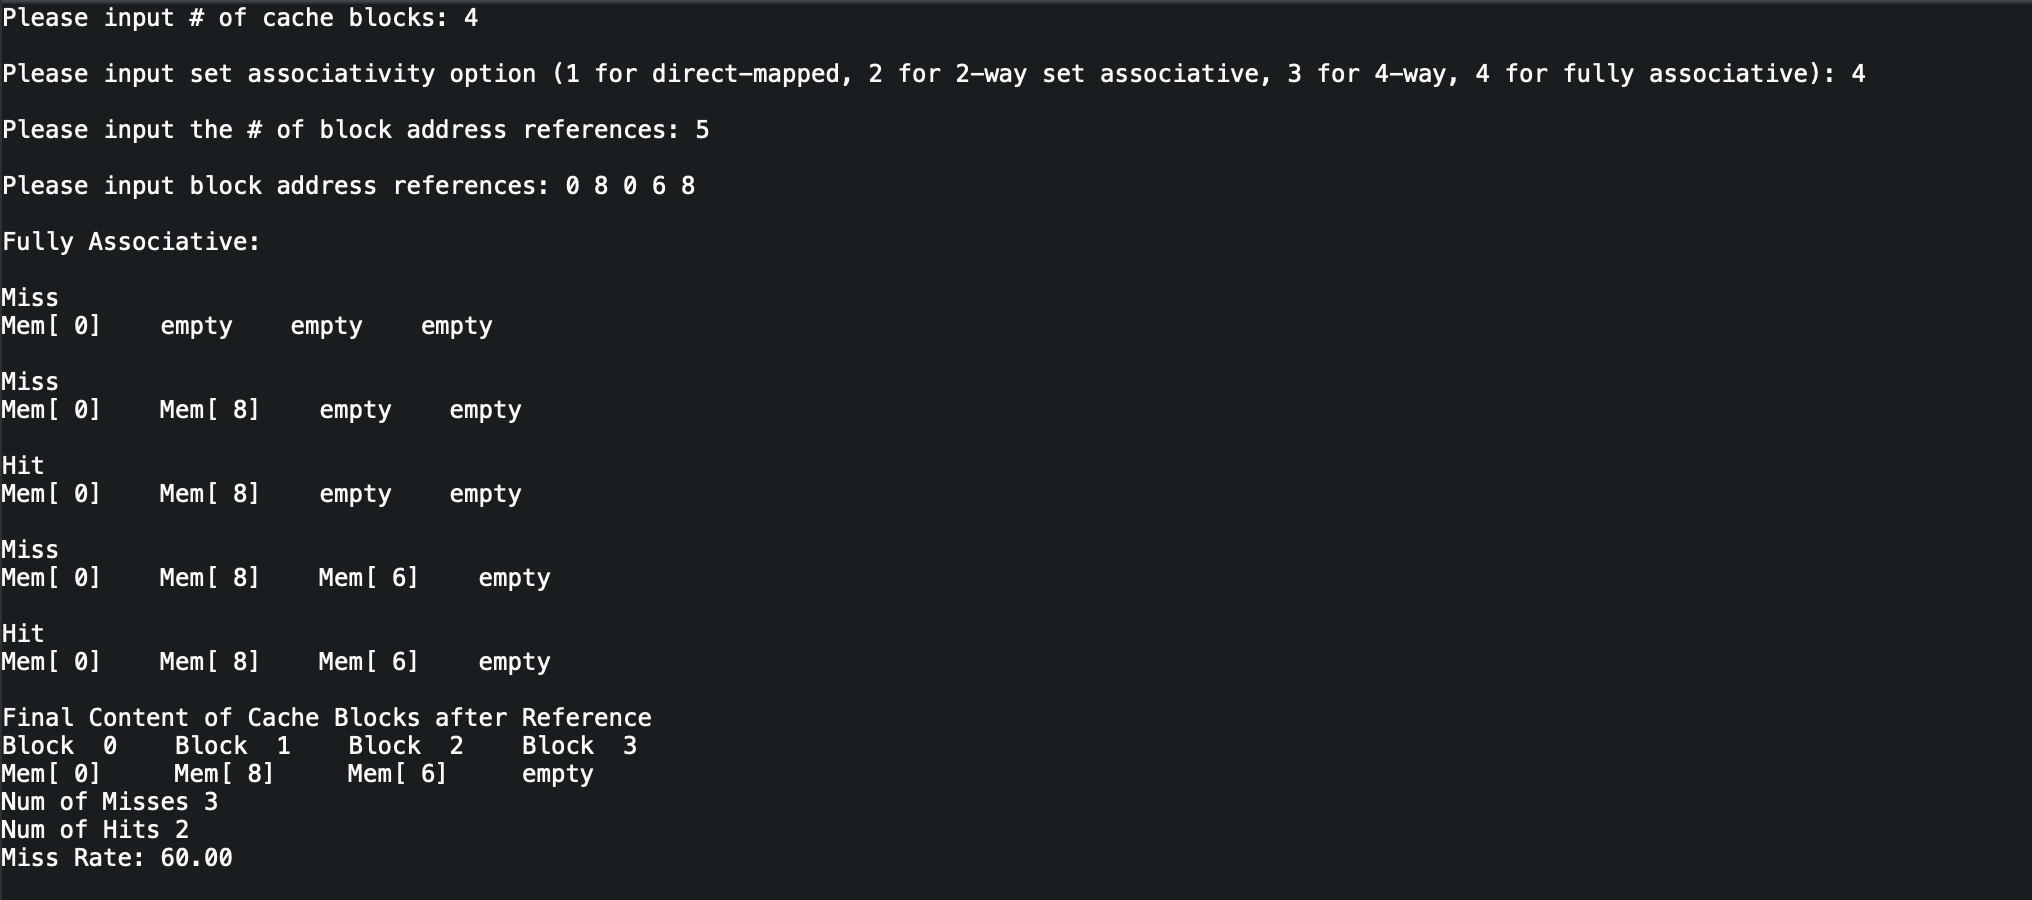 Please input # of cache blocks: 4
Please input set associativity option (1 for direct-mapped, 2 for 2-way set associative, 3 for 4-way, 4 for fully associative): 4
Please input the # of block address references: 5
Please input block address references: 0 8 0 6 8
Fully Associative:
Miss
Mem[ 0]    empty    empty    empty
Miss
Mem[ 0]    Mem[ 8]    empty    empty
Hit
Mem[ 0]    Mem[ 8]    empty    empty
Miss
Mem[ 0]    Mem[ 8]    Mem[ 6]    empty
Hit
Mem[ 0]    Mem[ 8]    Mem[ 6]    empty
Final Content of Cache Blocks after Reference
Block  0    Block  1    Block  2    Block  3
Mem[ 0]     Mem[ 8]     Mem[ 6]     empty
Num of Misses 3
Num of Hits 2
Miss Rate: 60.00